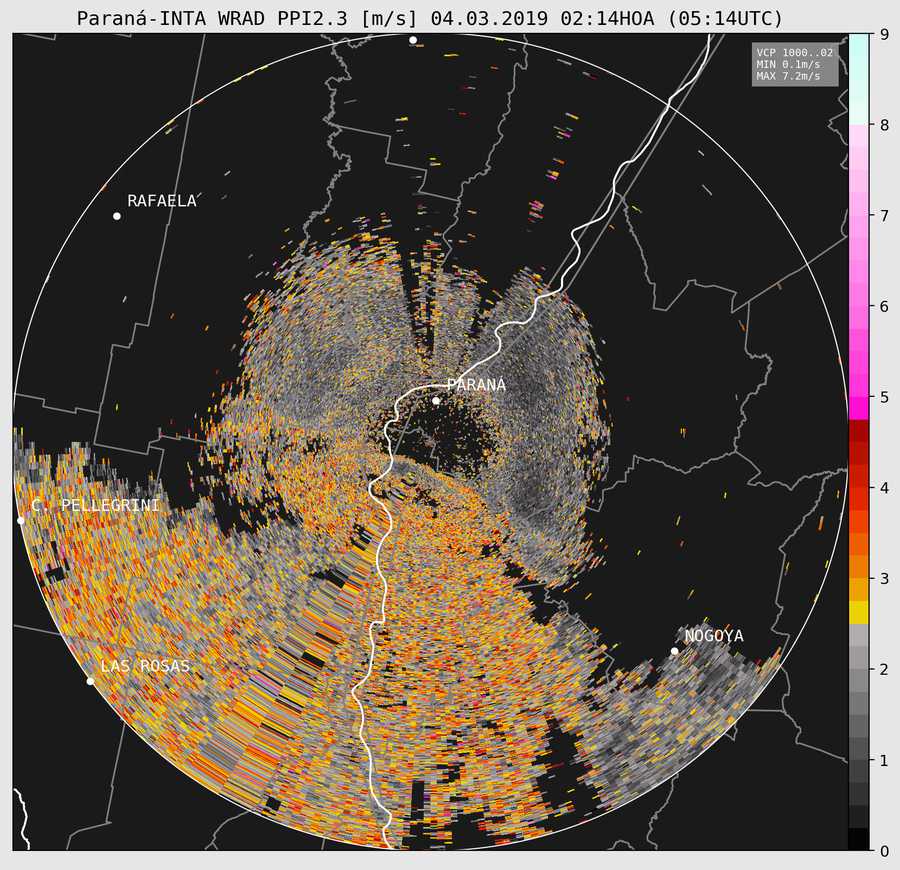 Paraná-INTA WRAD PPI2.3 [m/s] 04.03.2019 02:14HOA (05:14UTC)
VCP 1000..02
MIN 0.1m/s
MAX 7.2m/s
9
8
7
6
5
4
3
2
1
0
RAFAELA
PARANÁ
C. PELLEGRINI
NOGOYA
LAS ROSAS